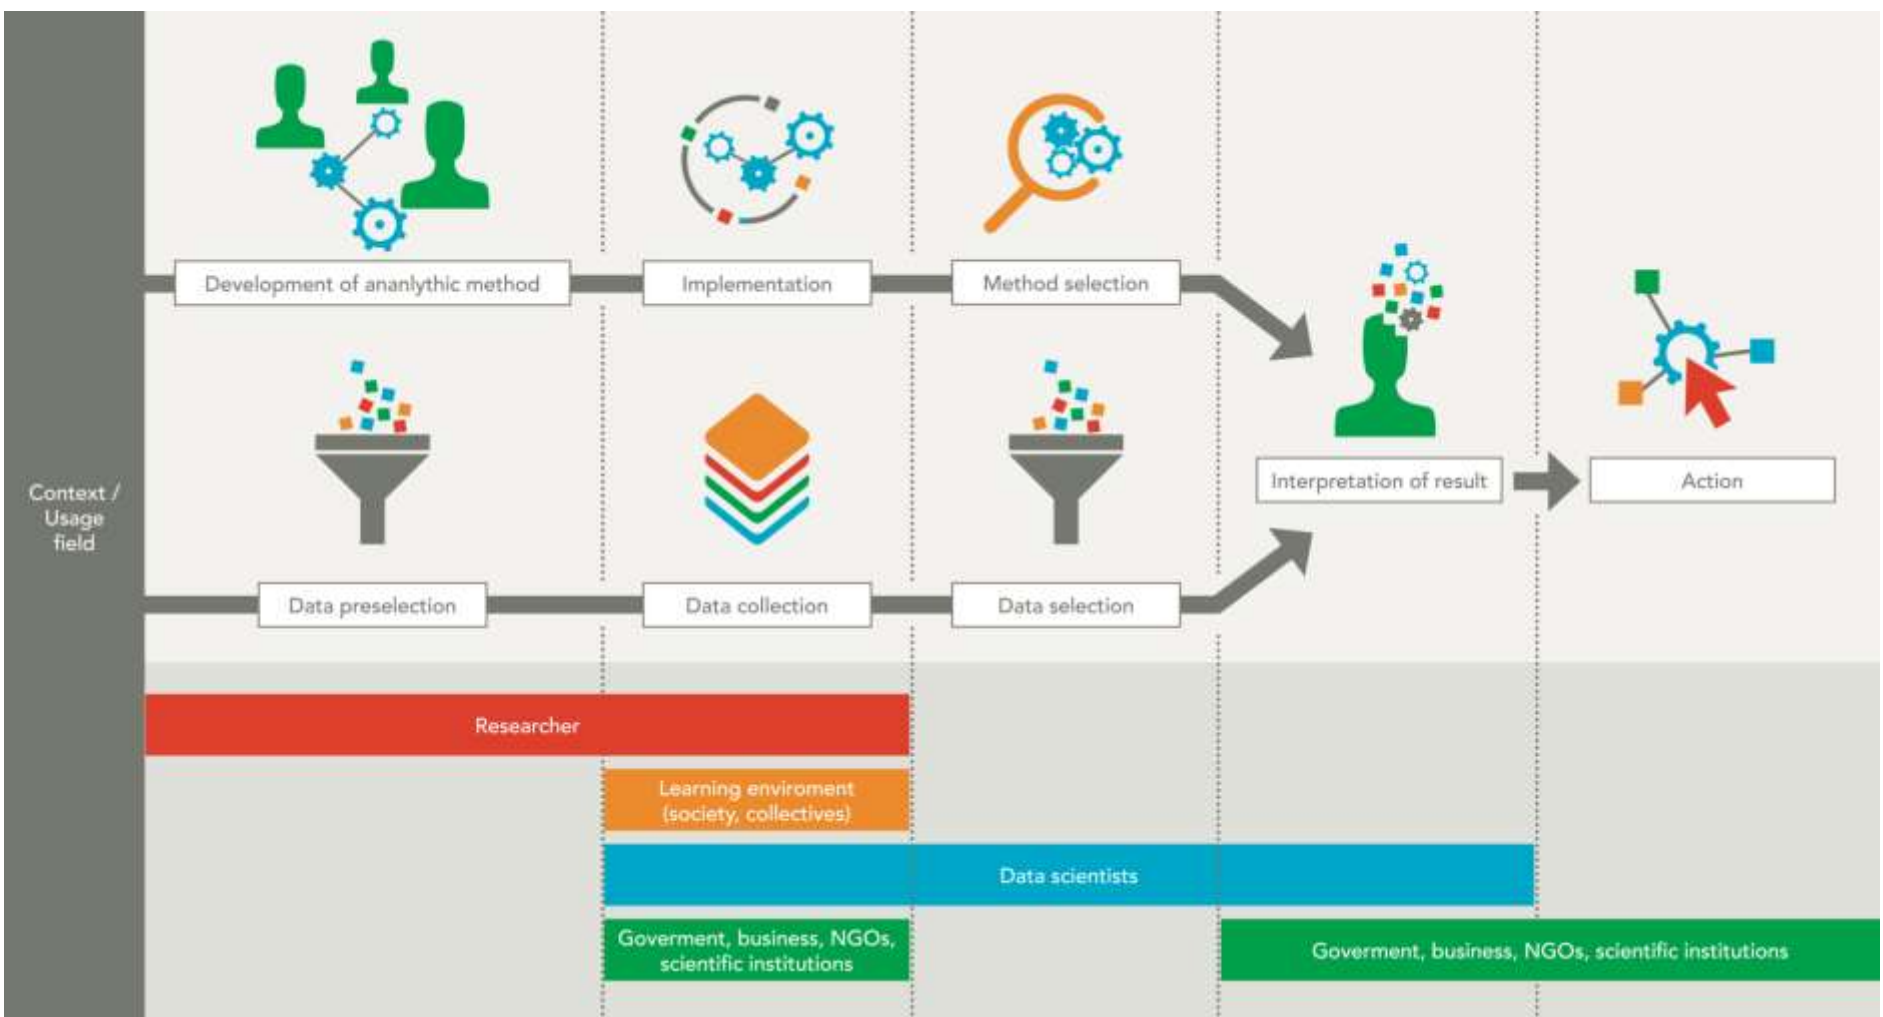 Development of ananlythic method
Implementation
Method selection
Context /
Usage
field
Interpretation of result
Action
Data preselection
Data collection
Data selection
Researcher
Learning enviroment
(society, collectives)
Data scientists
Goverment, business, NGOs,
scientific institutions
Goverment, business, NGOs, scientific institutions